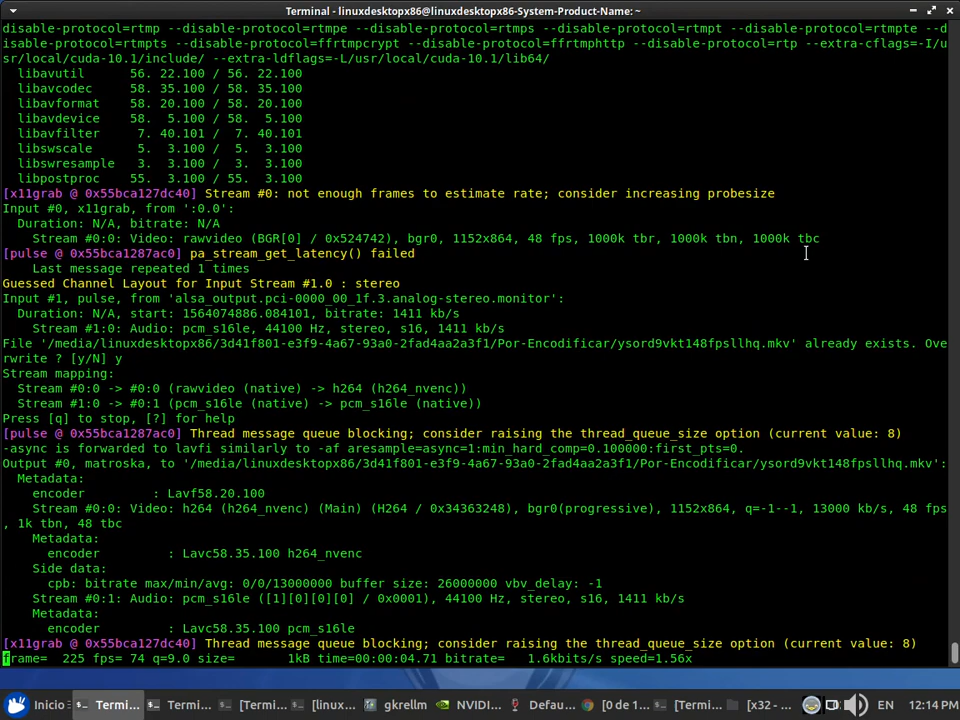 Terminal - linuxdesktopx86@linuxdesktopx86-System-Product-Name: ~
disable-protocol=rtmp --disable-protocol=rtmpe --disable-protocol=rtmps --disable-protocol=rtmpt --disable-protocol=rtmpte --d
isable-protocol=rtmpts --disable-protocol=ffrtmpcrypt --disable-protocol=ffrtmphttp --disable-protocol=rtp --extra-cflags=-I/u
sr/local/cuda-10.1/include/ --extra-ldflags=-L/usr/local/cuda-10.1/lib64/
libavutil 56. 22.100 / 56. 22.100
libavcodec 58. 35.100 / 58. 35.100
libavformat 58. 20.100 / 58. 20.100
libavdevice 58. 5.100 / 58. 5.100
libavfilter 7. 40.101 / 7. 40.101
libswscale 5. 3.100 / 5. 3.100
libswresample 3. 3.100 / 3. 3.100
libpostproc 55. 3.100 / 55. 3.100
[x11grab @ 0x55bca127dc40] Stream #0: not enough frames to estimate rate; consider increasing probesize
Input #0, x11grab, from ':0.0':
Duration: N/A, bitrate: N/A
Stream #0:0: Video: rawvideo (BGR[0] / 0x524742), bgr0, 1152x864, 48 fps, 1000k tbr, 1000k tbn, 1000k tbc
[pulse @ 0x55bca1287ac0] pa_stream_get_latency() failed
Last message repeated 1 times
Guessed Channel Layout for Input Stream #1.0 : stereo
Input #1, pulse, from 'alsa_output.pci-0000_00_1f.3.analog-stereo.monitor':
Duration: N/A, start: 1564074886.084101, bitrate: 1411 kb/s
Stream #1:0: Audio: pcm_s16le, 44100 Hz, stereo, s16, 1411 kb/s
File '/media/linuxdesktopx86/3d41f801-e3f9-4a67-93a0-2fad4aa2a3f1/Por-Encodificar/ysord9vkt148fpsllhq.mkv' already exists. Ove
rwrite ? [y/N] y
Stream mapping:
Stream #0:0 -> #0:0 (rawvideo (native) -> h264 (h264_nvenc))
Stream #1:0 -> #0:1 (pcm_s16le (native) -> pcm_s16le (native))
Press [q] to stop, [?] for help
[pulse @ 0x55bca1287ac0] Thread message queue blocking; consider raising the thread_queue_size option (current value: 8)
-async is forwarded to lavfi similarly to -af aresample=async=1:min_hard_comp=0.100000:first_pts=0.
Output #0, matroska, to '/media/linuxdesktopx86/3d41f801-e3f9-4a67-93a0-2fad4aa2a3f1/Por-Encodificar/ysord9vkt148fpsllhq.mkv':
Metadata:
encoder : Lavf58.20.100
Stream #0:0: Video: h264 (h264_nvenc) (Main) (H264 / 0x34363248), bgr0(progressive), 1152x864, q=-1--1, 13000 kb/s, 48 fps
, 1k tbn, 48 tbc
Metadata:
encoder : Lavc58.35.100 h264_nvenc
Side data:
cpb: bitrate max/min/avg: 0/0/13000000 buffer size: 26000000 vbv_delay: -1
Stream #0:1: Audio: pcm_s16le ([1][0][0][0] / 0x0001), 44100 Hz, stereo, s16, 1411 kb/s
Metadata:
encoder : Lavc58.35.100 pcm_s16le
[x11grab @ 0x55bca127dc40] Thread message queue blocking; consider raising the thread_queue_size option (current value: 8)
frame= 225 fps= 74 q=9.0 size= 1kB time=00:00:04.71 bitrate= 1.6kbits/s speed=1.56x
Inicio Termi... Termi... [Termi... [linux... gkrellm NVIDI... Defau... [0 de 1... [Termi... [x32 - ... EN 12:14 PM